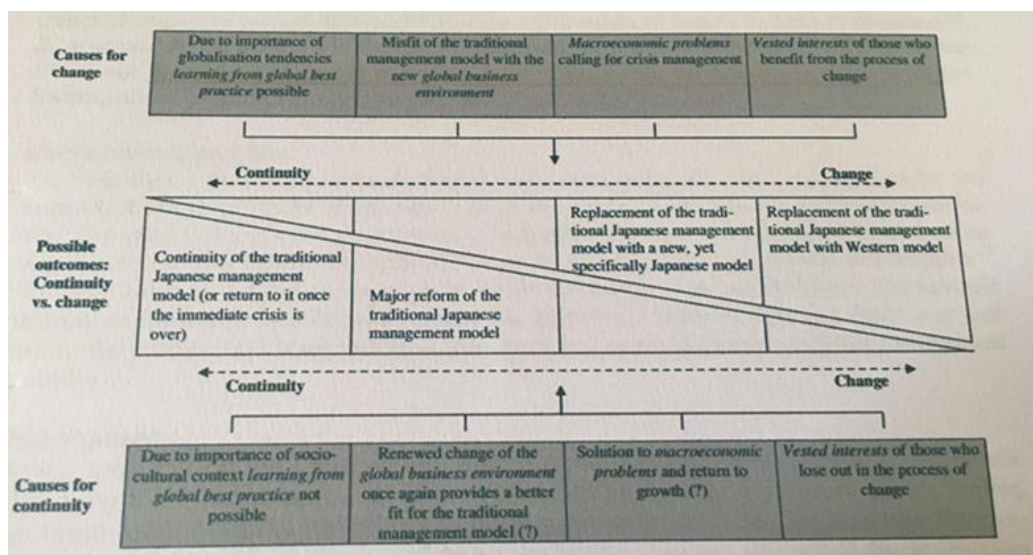 Causes for
change
Due to importance of
globalisation tendencies
learning from global best
practice possible
Misfit of the traditional
management model with the
new global business
environment
Macroeconomic problems
calling for crisis management
Vested interests of those who
benefit from the process of
change
Continuity
Change
Possible
outcomes:
Continuity
vs. change
Continuity of the traditional
Japanese management
model (or return to it once
the immediate crisis is
over)
Major reform of the
traditional Japanese
management model
Replacement of the tradi-
tional Japanese management
model with a new, yet
specifically Japanese model
Replacement of the tradi-
tional Japanese management
model with Western model
Continuity
Change
Causes for
continuity
Due to importance of socio-
cultural context learning from
global best practice not
possible
Renewed change of the
global business environment
once again provides a better
fit for the traditional
management model (?)
Solution to macroeconomic
problems and return to
growth (?)
Vested interests of those who
lose out in the process of
change